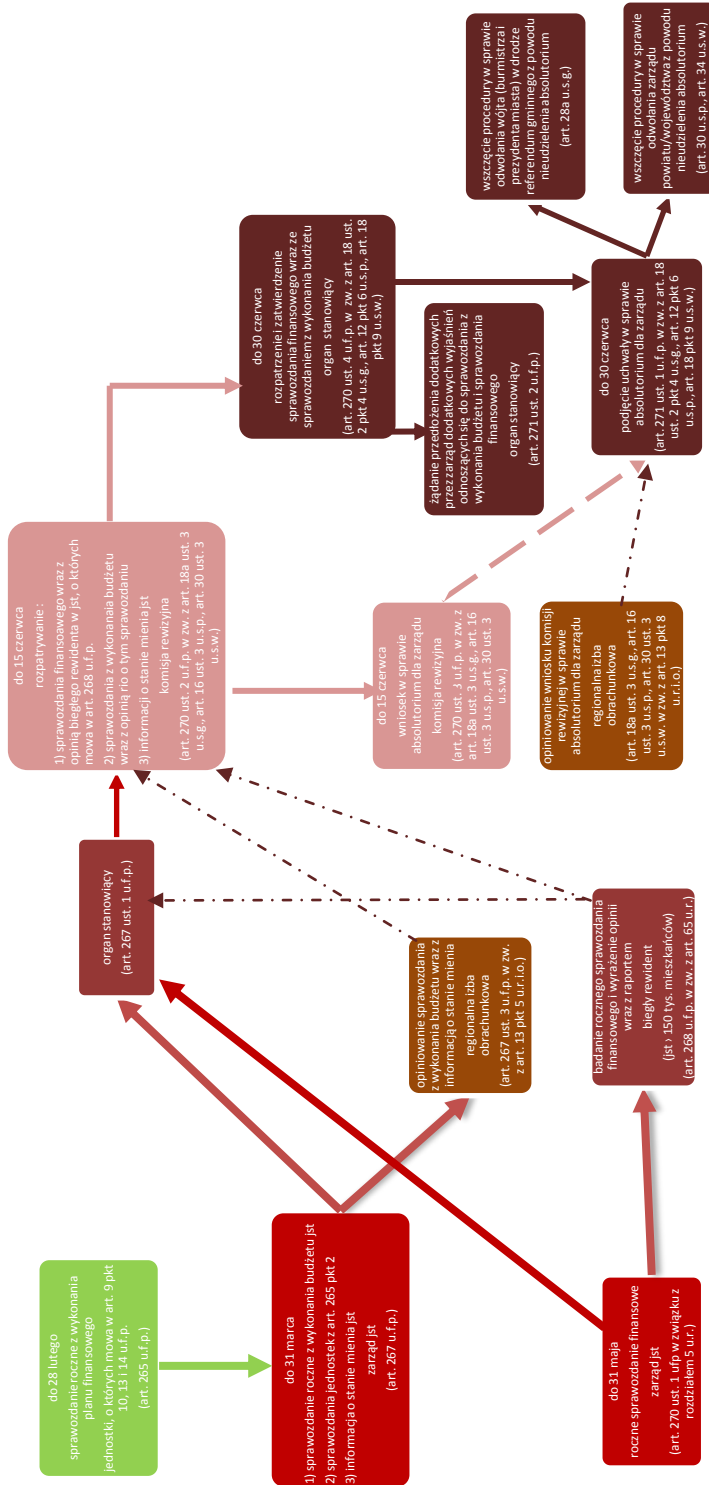 do 28 lutego
sprawozdanie roczne z wykonania
planu finansowego
jednostki, o których mowa w art. 9 pkt
10, 13 i 14 u.f.p.
(art. 265 u.f.p.)
do 31 marca
1) sprawozdanie roczne z wykonania budżetu jst
2) sprawozdania jednostek z art. 265 pkt 2
3) informacja o stanie mienia jst
zarząd jst
(art. 267 u.f.p.)
do 31 maja
roczne sprawozdanie finansowe
zarząd jst
(art. 270 ust. 1 ufp w związku z
rozdziałem 5 u.r.)
organ stanowiący
(art. 267 ust. 1 u.f.p.)
opiniowanie sprawozdania
z wykonania budżetu wraz z
informacją o stanie mienia
regionalna izba
obrachunkowa
(art. 267 ust. 3 u.f.p. w zw.
z art. 13 pkt 5 u.r.i.o.)
badanie rocznego sprawozdania
finansowego i wyrażenie opinii
wraz z raportem
biegły rewident
(jst > 150 tys. mieszkańców)
(art. 268 u.f.p. w zw. z art. 65 u.r.)
do 15 czerwca
rozpatrywanie :
1) sprawozdania finansoawego wraz z
opinią biegłego rewidenta w jst, o których
mowa w art. 268 u.f.p.
2) sprawozdania z wykonanaia budżetu
wraz z opinią rio o tym sprawozdaniu
3) informacji o stanie mienia jst
komisja rewizyjna
(art. 270 ust. 2 u.f.p. w zw. z art. 18a ust. 3
u.s.g., art. 16 ust. 3 u.s.p., art. 30 ust. 3
u.s.w.)
do 15 czerwca
wniosek w sprawie
absolutorium dla zarządu
komisja rewizyjna
(art. 270 ust. 3 u.f.p. w zw. z
art. 18a ust. 3 u.s.g., art. 16
ust. 3 u.s.p., art. 30 ust. 3
u.s.w.)
opiniowanie wniosku komisji
rewizyjnej w sprawie
absolutorium dla zarządu
regionalna izba
obrachunkowa
(art. 18a ust. 3 u.s.g., art. 16
ust. 3 u.s.p., art. 30 ust. 3
u.s.w. w zw. z art. 13 pkt 8
u.r.i.o.)
do 30 czerwca
rozpatrzenie i zatwierdzenie
sprawozdania finansowego wraz ze
sprawozdaniem z wykonania budżetu
organ stanowiący
(art. 270 ust. 4 u.f.p. w zw. z art. 18 ust.
2 pkt 4 u.s.g., art. 12 pkt 6 u.s.p., art. 18
pkt 9 u.s.w.)
żądanie przedłożenia dodatkowych
przez zarząd dodatkowych wyjaśnień
odnoszących się do sprawozdania z
wykonania budżetu i sprawozdania
finansowego
organ stanowiący
(art. 271 ust. 2 u.f.p.)
do 30 czerwca
podjęcie uchwały w sprawie
absolutorium dla zarządu
(art. 271 ust. 1 u.f.p. w zw. z art. 18
ust. 2 pkt 4 u.s.g., art. 12 pkt 6
u.s.p., art. 18 pkt 9 u.s.w.)
wszczęcie procedury w sprawie
odwołania wójta (burmistrza i
prezydenta miasta) w drodze
referendum gminnego z powodu
nieudzielenia absolutorium
(art. 28a u.s.g.)
wszczęcie procedury w sprawie
odwołania zarządu
powiatu/województwa z powodu
nieudzielenia absolutorium
(art. 30 u.s.p., art. 34 u.s.w.)